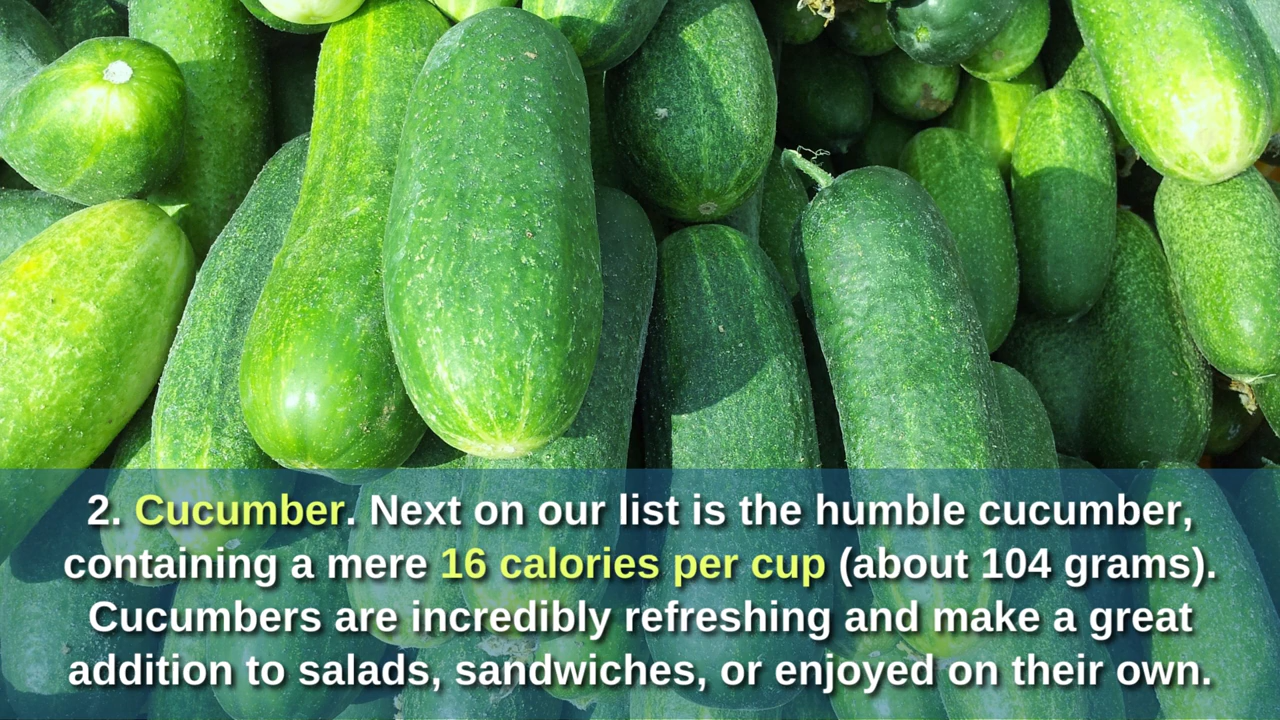 2. Cucumber. Next on our list is the humble cucumber,
containing a mere 16 calories per cup (about 104 grams).
Cucumbers are incredibly refreshing and make a great
addition to salads, sandwiches, or enjoyed on their own.